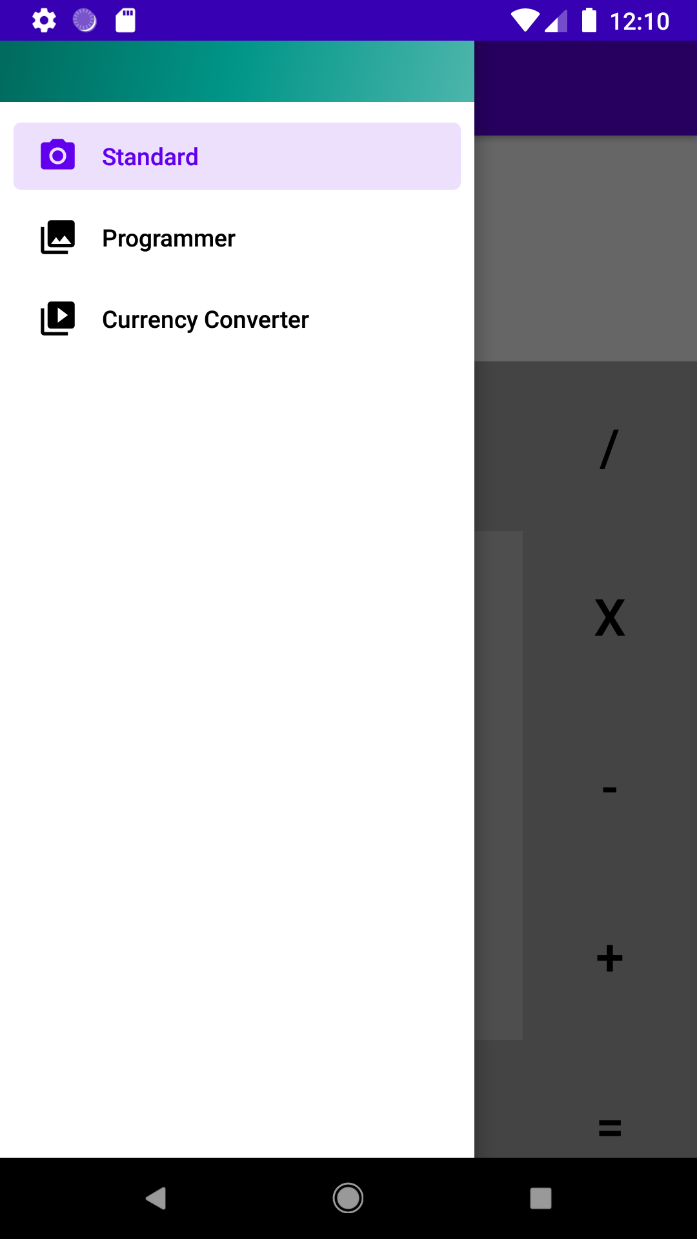 12:10
Standard
Programmer
Currency Converter
/
X
-
+
=